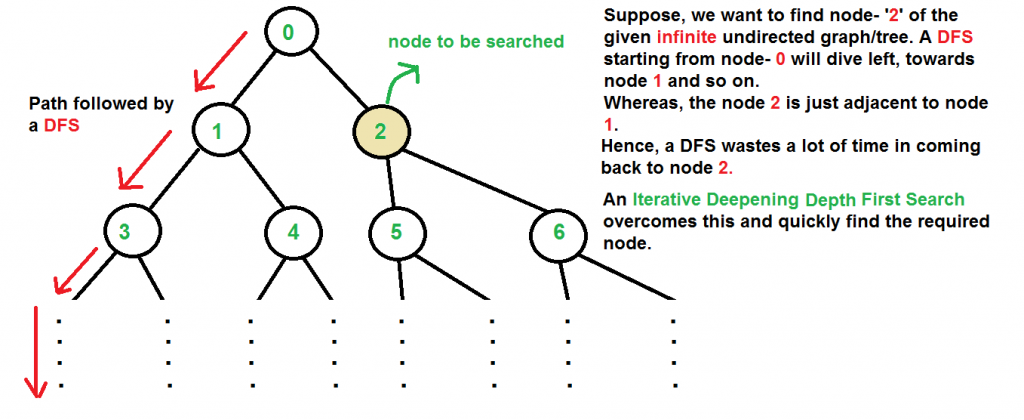 0
node to be searched
Path followed by
a DFS
1
2
3
4
5
6
Suppose, we want to find node- '2' of the
given infinite undirected graph/tree. A DFS
starting from node- 0 will dive left, towards
node 1 and so on.
Whereas, the node 2 is just adjacent to node
1.
Hence, a DFS wastes a lot of time in coming
back to node 2.
An Iterative Deepening Depth First Search
overcomes this and quickly find the required
node.